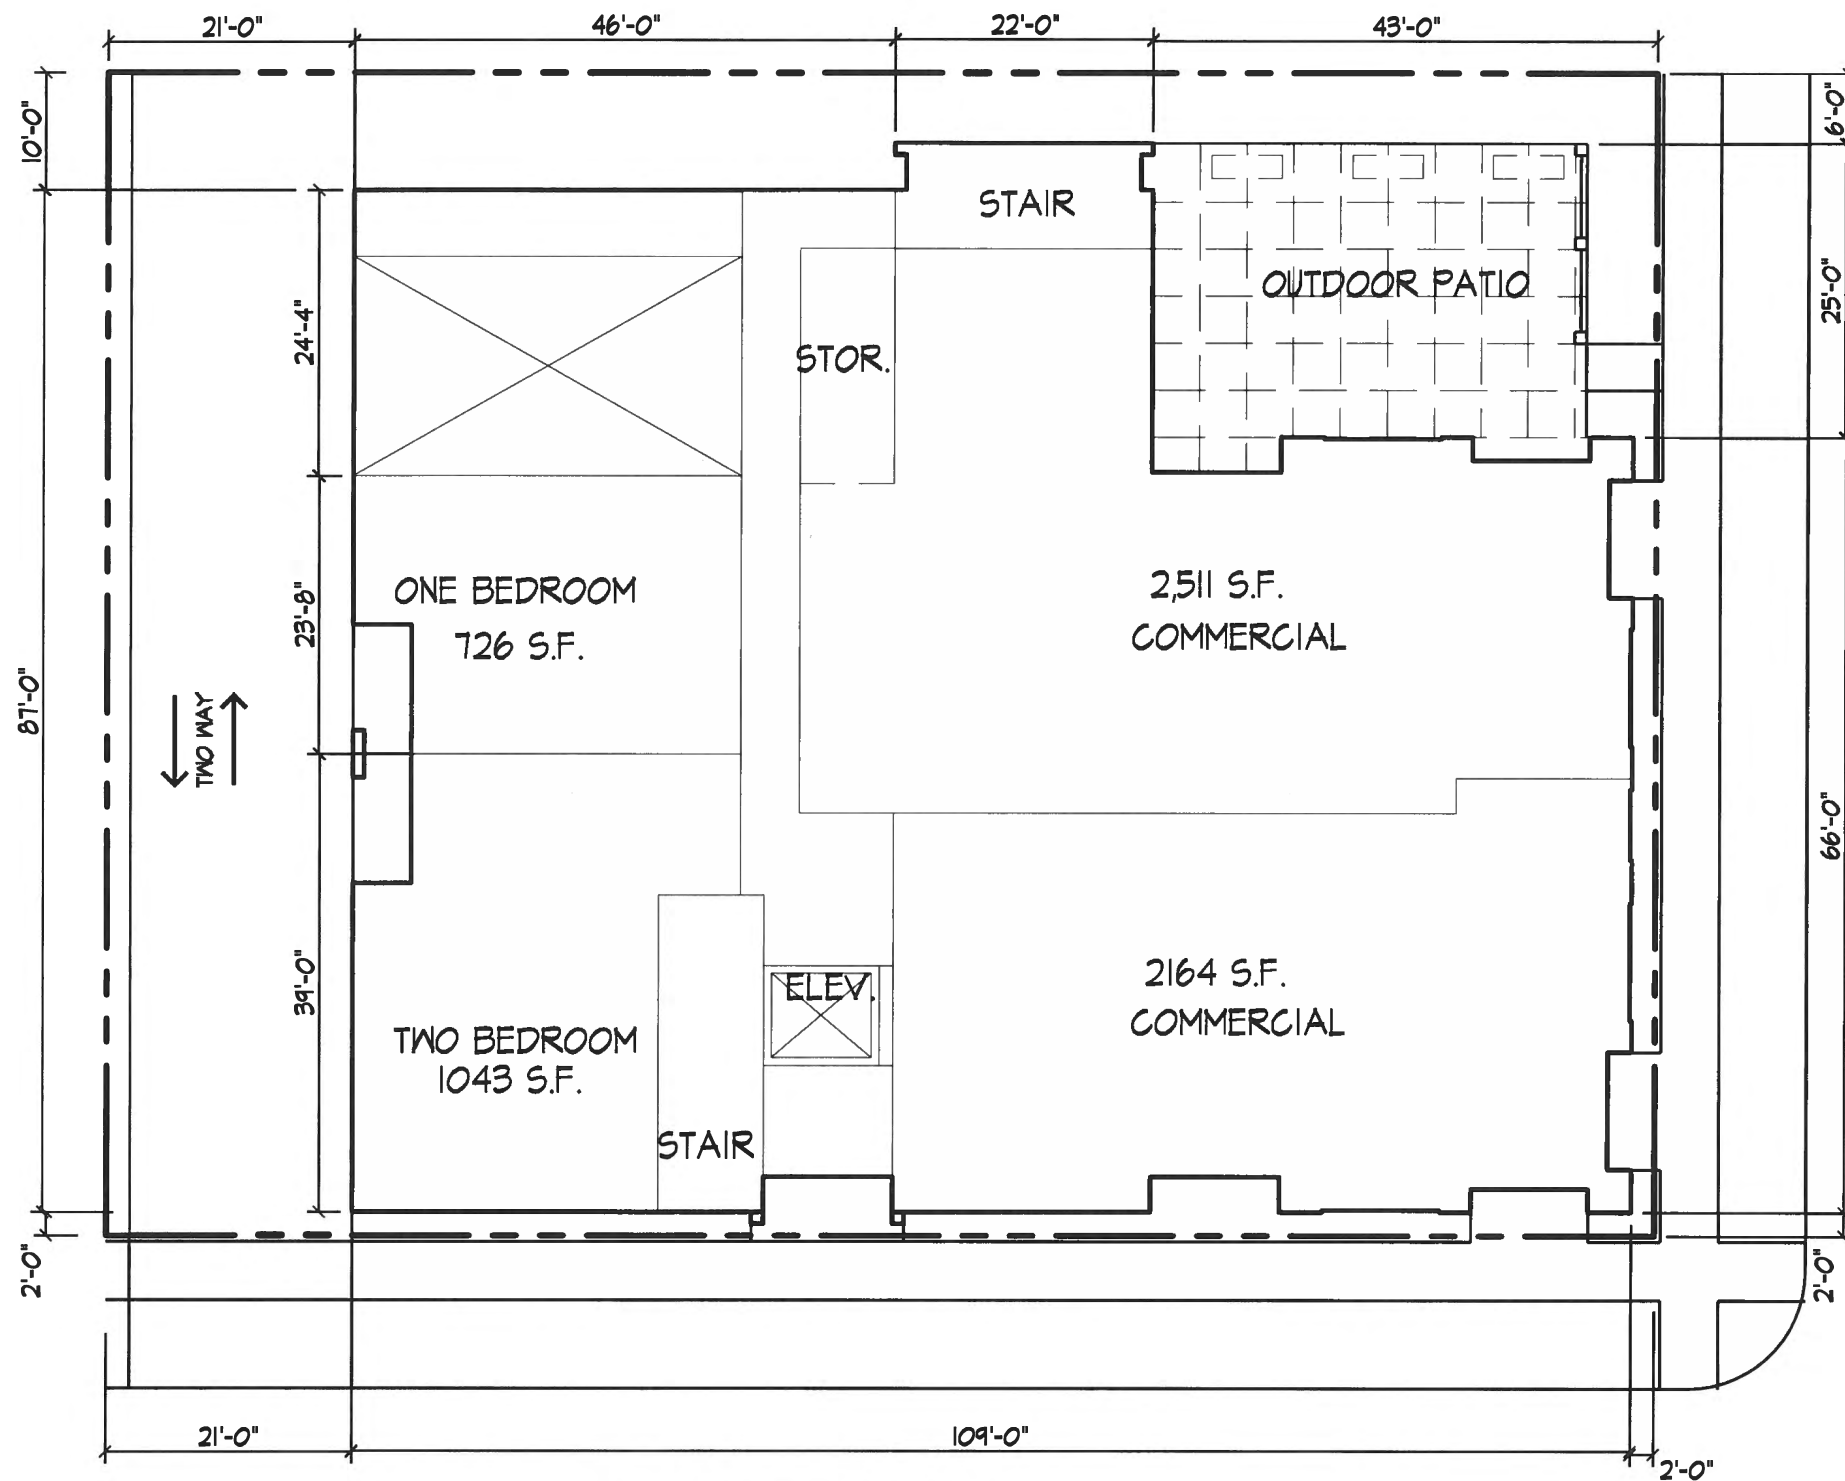 21'-0"
46'-0"
22'-0"
43'-0"
10'-0"
6'-0"
STAIR
OUTDOOR PATIO
25'-0"
24'-4"
STOR.
ONE BEDROOM
726 S.F.
23'-8"
2,511 S.F.
COMMERCIAL
87'-0"
TWO WAY
66'-0"
39'-0"
ELEV.
2164 S.F.
COMMERCIAL
TWO BEDROOM
1043 S.F.
STAIR
2'-0"
2'-0"
21'-0"
109'-0"
2'-0"